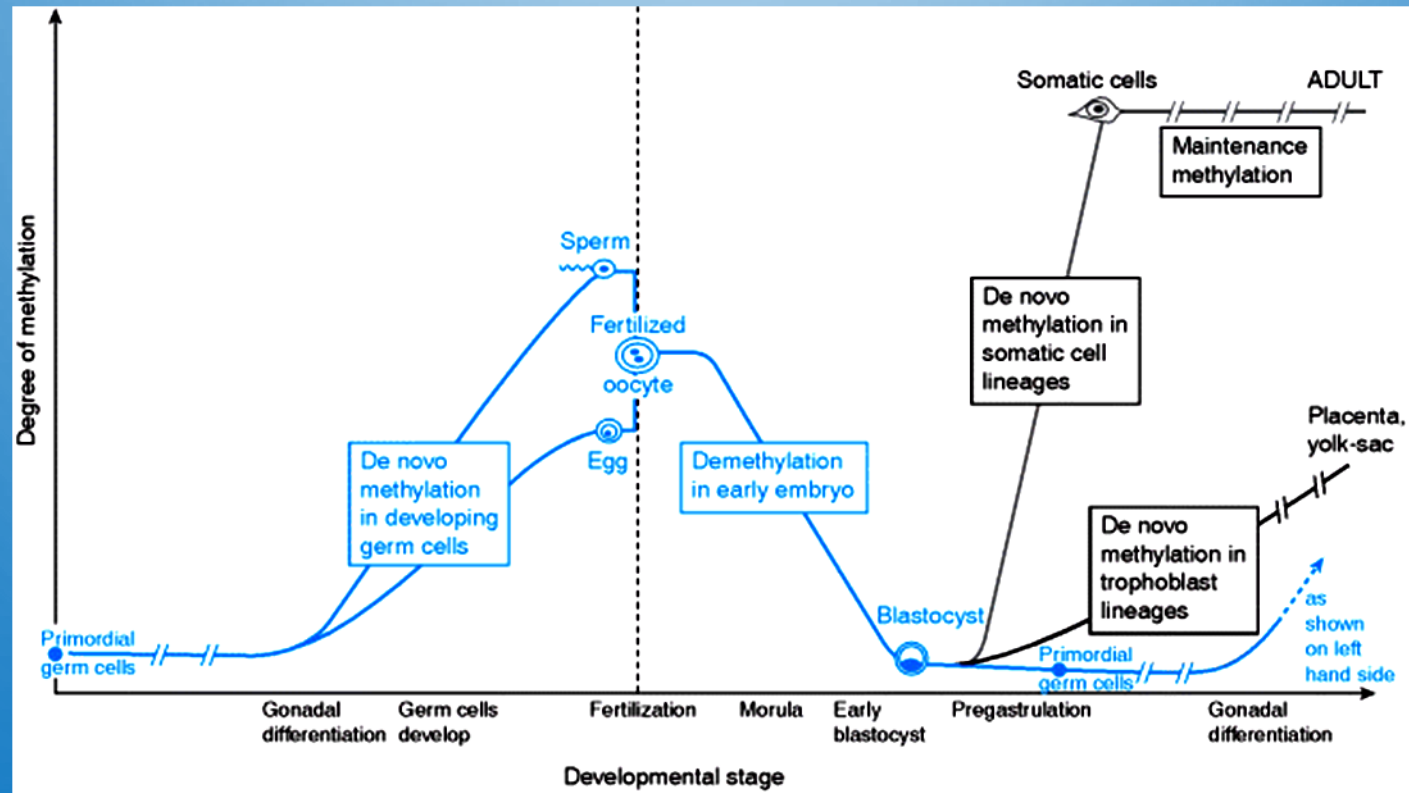 Somatic cells
ADULT
Maintenance
methylation
Sperm
De novo
methylation in
somatic cell
lineages
Fertilized
oocyte
Degree of methylation
Placenta,
yolk-sac
De novo
methylation
in developing
germ cells
Egg
Demethylation
in early embryo
De novo
methylation in
trophoblast
lineages
Blastocyst
as
shown
on left
hand side
Primordial
germ cells
Primordial
germ cells
Gonadal
differentiation
Germ cells
develop
Fertilization
Morula
Early
blastocyst
Pregastrulation
Gonadal
differentiation
Developmental stage